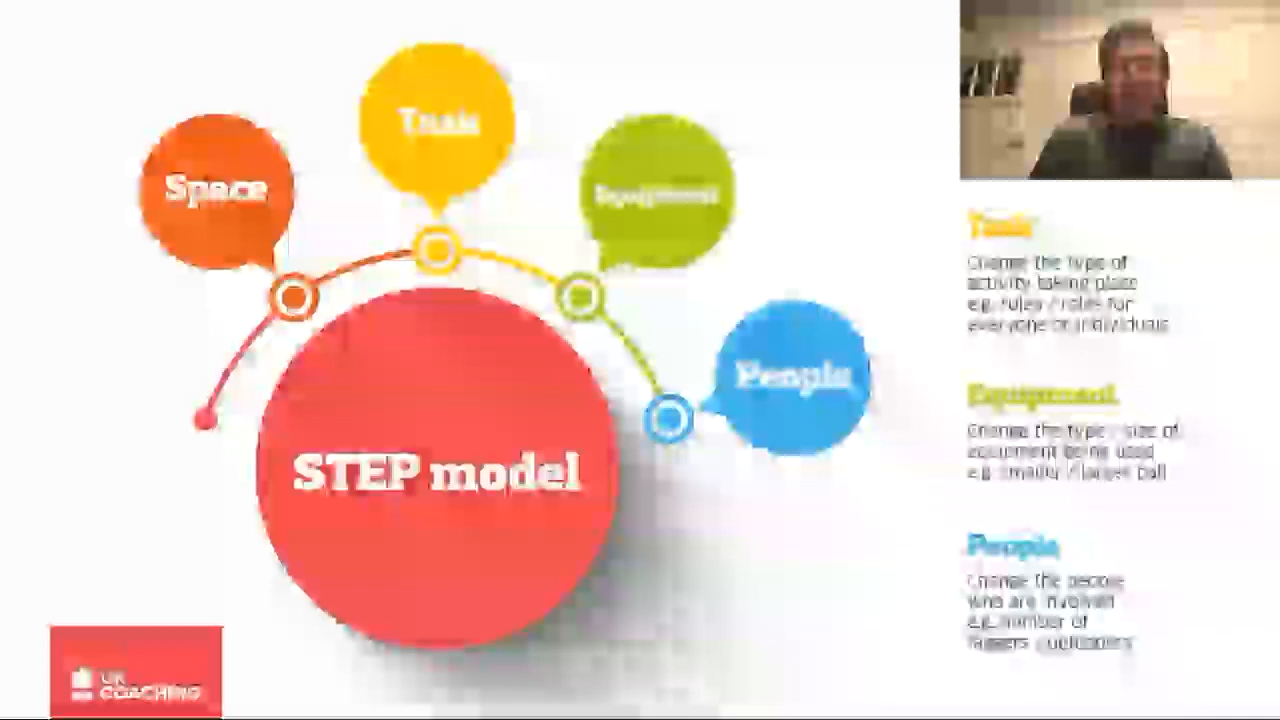 Task
Space
Equipment
People
STEP model
UK
COACHING
Task
Change the type of
activity taking place
e.g. rules / roles for
everyone or individuals
Equipment
Change the type / size of
equipment being used
e.g. smaller / larger ball
People
Change the people
who are involved
e.g. number of